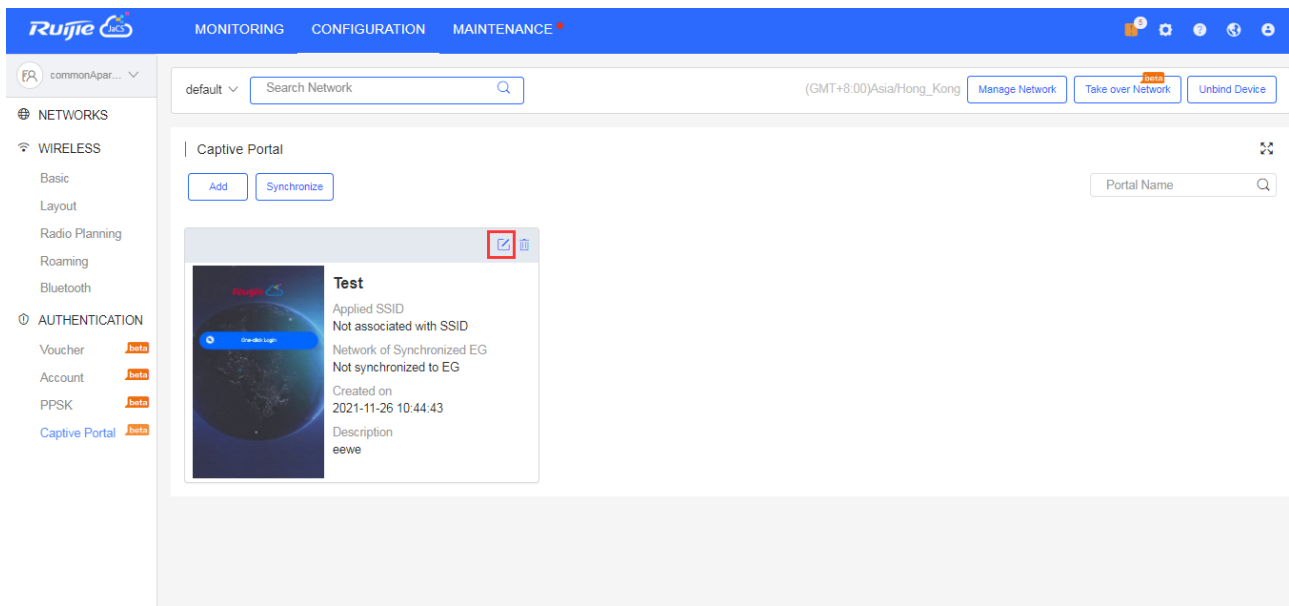 Ruijie JaCS
MONITORING CONFIGURATION MAINTENANCE
5
commonApar...
NETWORKS
WIRELESS
Basic
Layout
Radio Planning
Roaming
Bluetooth
AUTHENTICATION
Voucher beta
Account beta
PPSK beta
Captive Portal beta
default Search Network (GMT+8:00)Asia/Hong_Kong Manage Network Take over Network beta Unbind Device
Captive Portal
Add Synchronize Portal Name
Ruijie
One-click Login
Test
Applied SSID
Not associated with SSID
Network of Synchronized EG
Not synchronized to EG
Created on
2021-11-26 10:44:43
Description
eewe